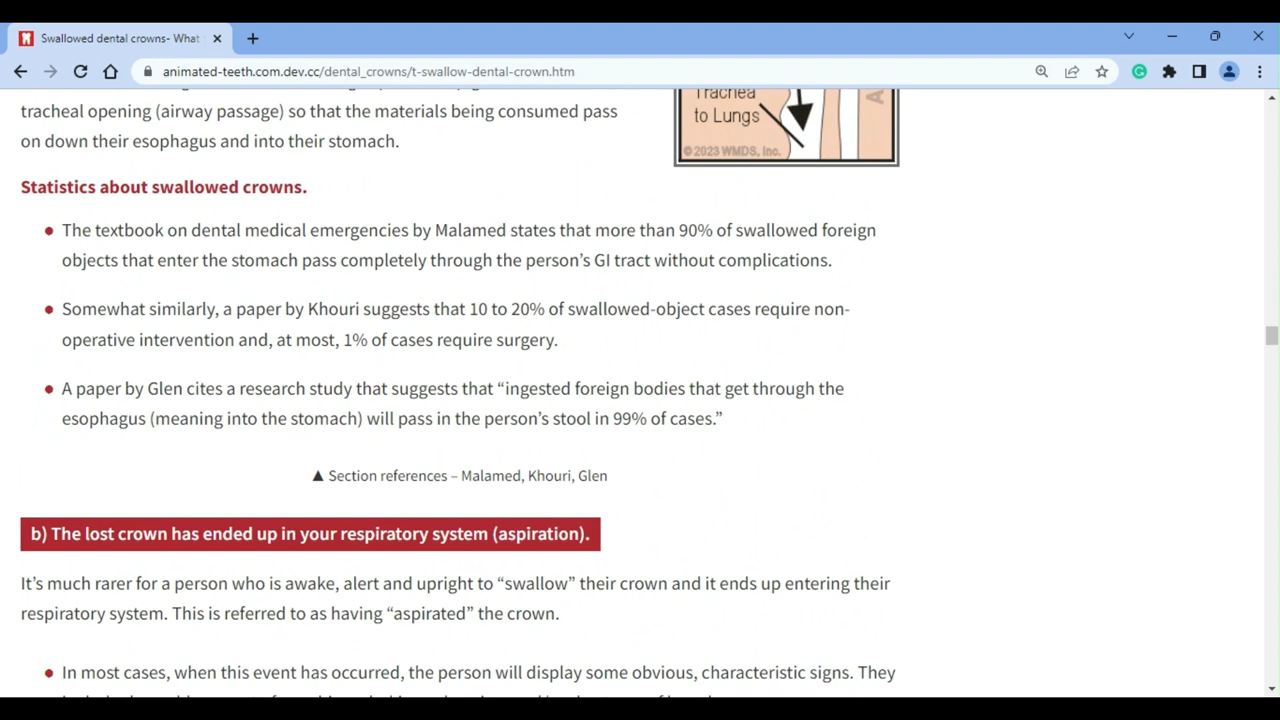 Swallowed dental crowns- What
animated-teeth.com.dev.cc/dental_crowns/t-swallow-dental-crown.htm
tracheal opening (airway passage) so that the materials being consumed pass
on down their esophagus and into their stomach.
Trachea
to Lungs
©2023 WMDS, Inc.
Statistics about swallowed crowns.
The textbook on dental medical emergencies by Malamed states that more than 90% of swallowed foreign
objects that enter the stomach pass completely through the person's GI tract without complications.
Somewhat similarly, a paper by Khouri suggests that 10 to 20% of swallowed-object cases require non-
operative intervention and, at most, 1% of cases require surgery.
A paper by Glen cites a research study that suggests that “ingested foreign bodies that get through the
esophagus (meaning into the stomach) will pass in the person's stool in 99% of cases.”
▲ Section references – Malamed, Khouri, Glen
b) The lost crown has ended up in your respiratory system (aspiration).
It's much rarer for a person who is awake, alert and upright to “swallow” their crown and it ends up entering their
respiratory system. This is referred to as having “aspirated” the crown.
In most cases, when this event has occurred, the person will display some obvious, characteristic signs. They